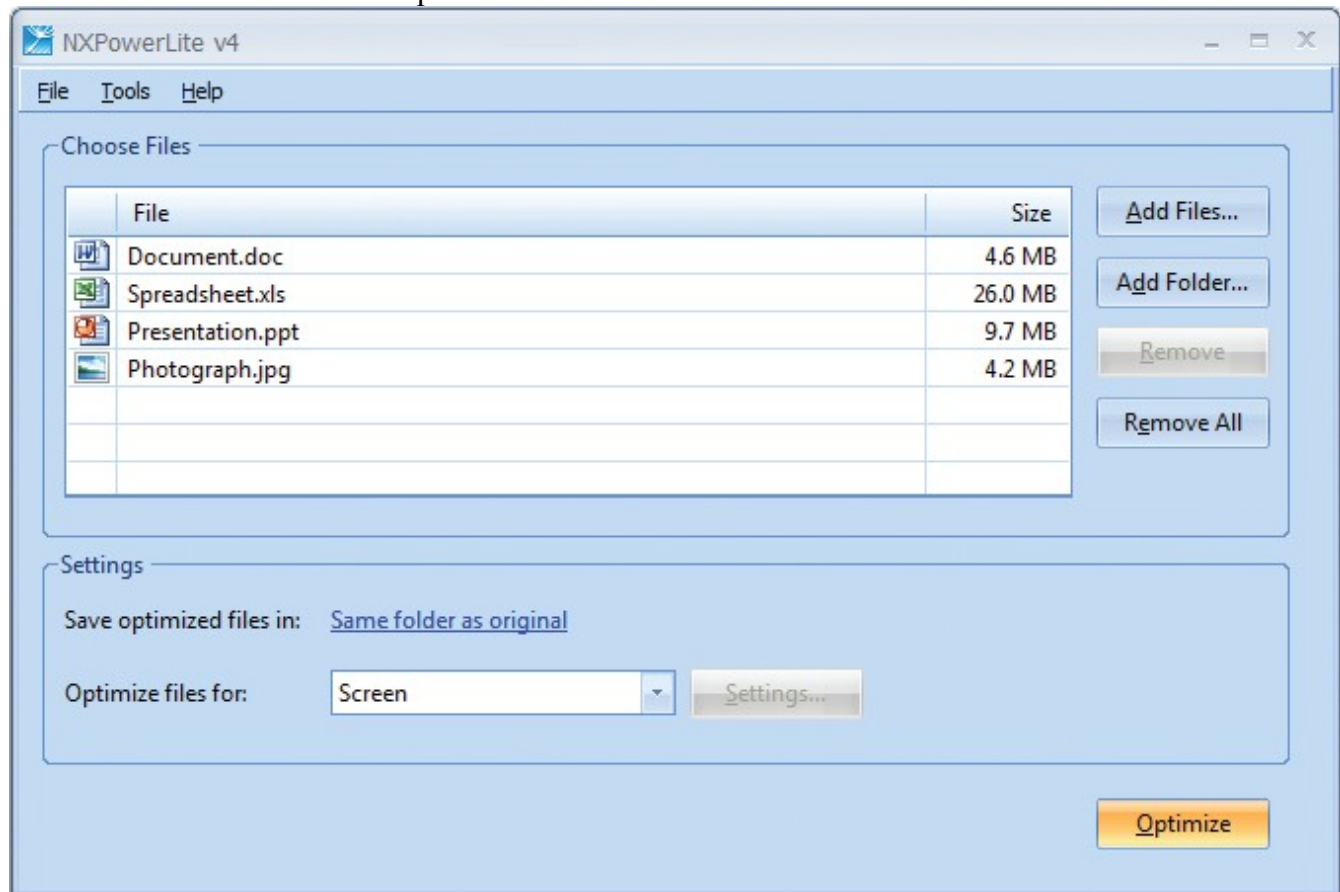 NXPowerLite v4
File Tools Help
Choose Files
File Size
Document.doc 4.6 MB
Spreadsheet.xls 26.0 MB
Presentation.ppt 9.7 MB
Photograph.jpg 4.2 MB
Add Files...
Add Folder...
Remove
Remove All
Settings
Save optimized files in: Same folder as original
Optimize files for: Screen Settings...
Optimize